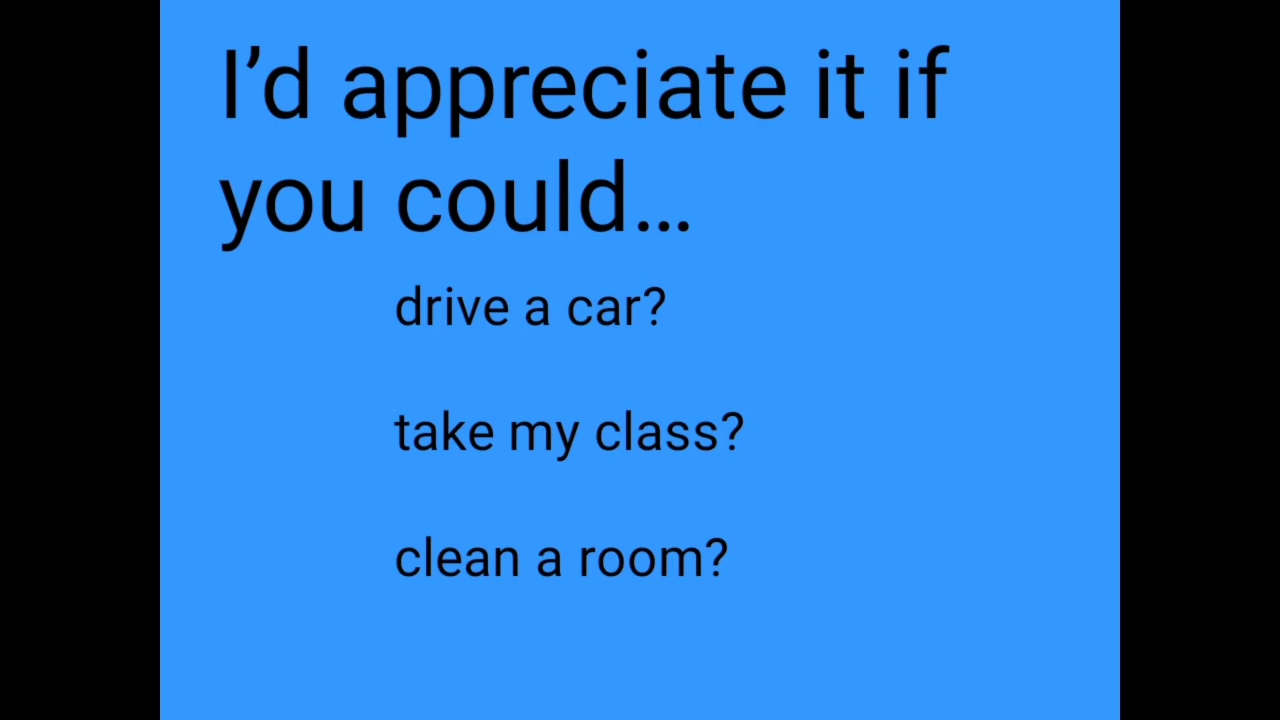 I’d appreciate it if
you could…
drive a car?
take my class?
clean a room?